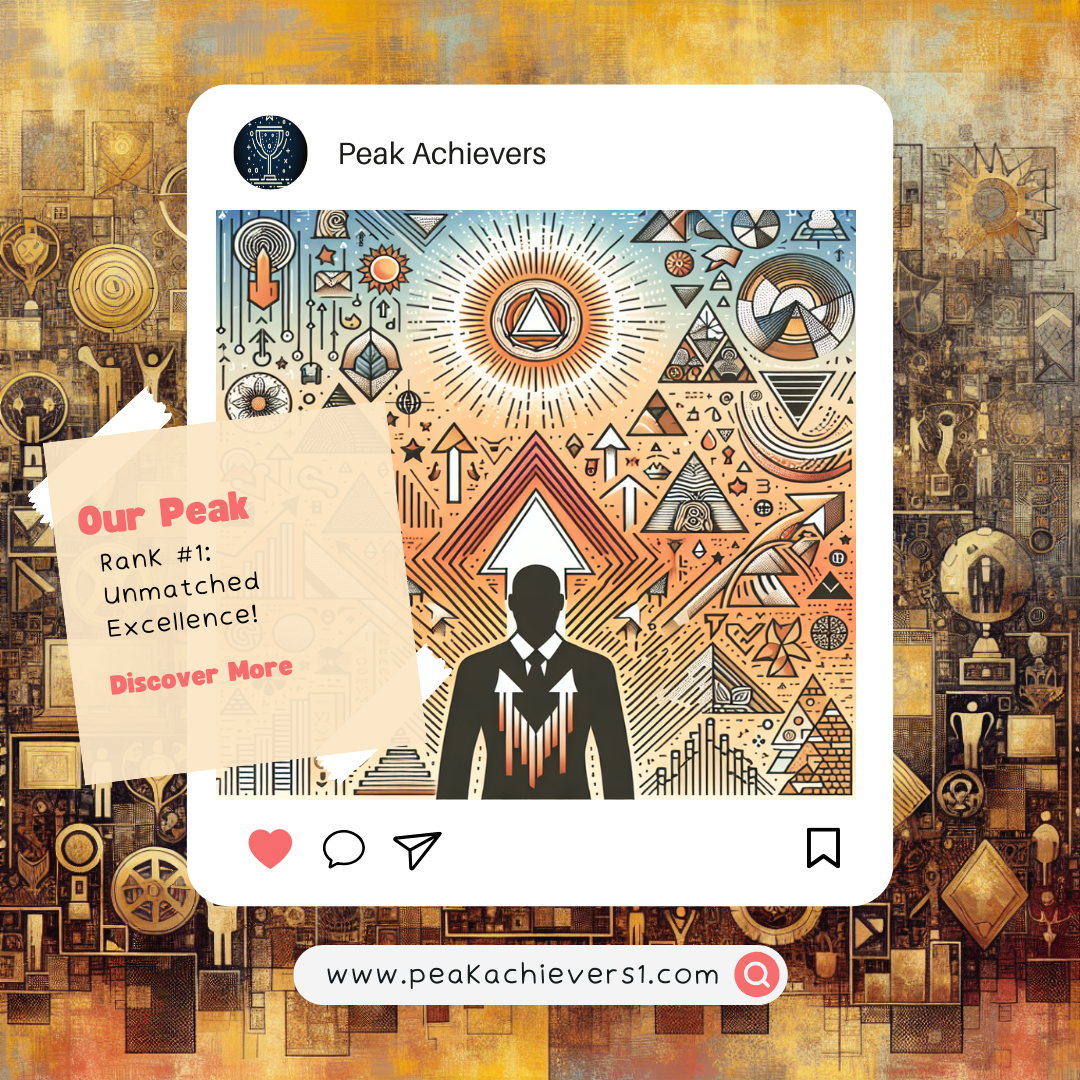 Peak Achievers
Our Peak
Rank #1:
Unmatched
Excellence!
Discover More
www.peakachievers1.com